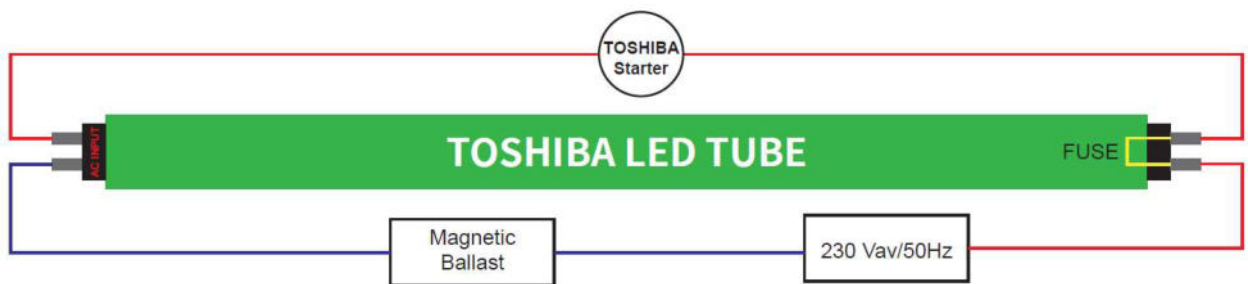 TOSHIBA
Starter
AC INPUT
TOSHIBA LED TUBE
FUSE
Magnetic
Ballast
230 Vav/50Hz